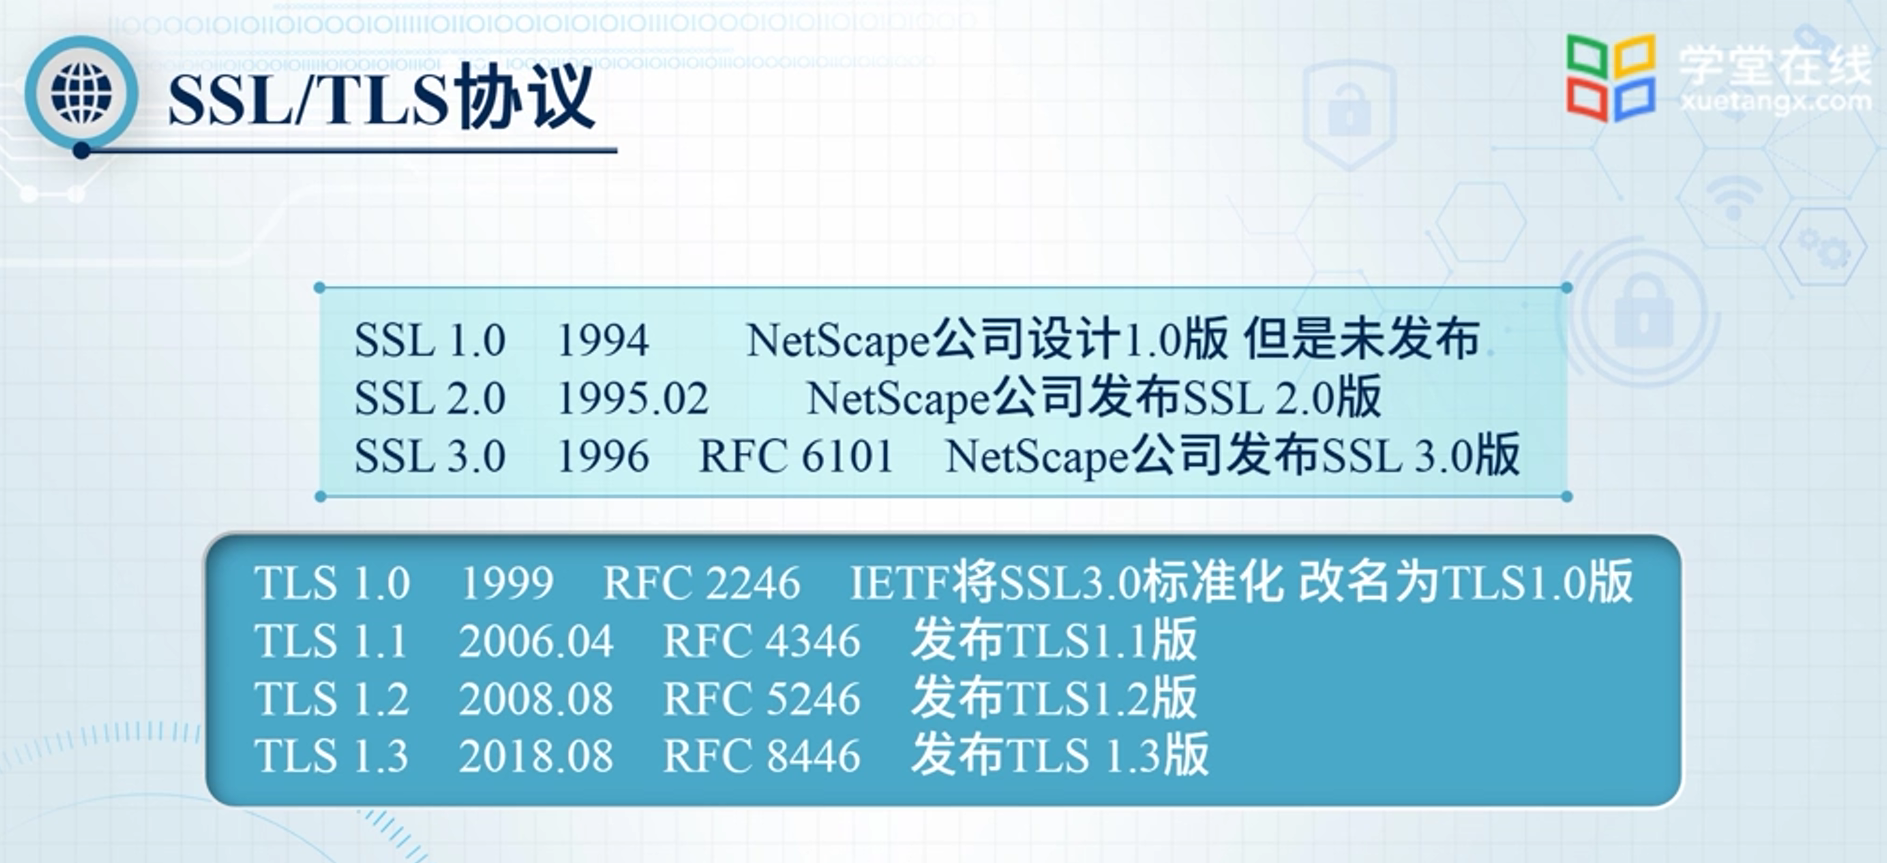 SSL/TLS协议
学堂在线
xuetangx.com
SSL 1.0 1994 NetScape公司设计1.0版 但是未发布
SSL 2.0 1995.02 NetScape公司发布SSL 2.0版
SSL 3.0 1996 RFC 6101 NetScape公司发布SSL 3.0版
TLS 1.0 1999 RFC 2246 IETF将SSL3.0标准化 改名为TLS1.0版
TLS 1.1 2006.04 RFC 4346 发布TLS1.1版
TLS 1.2 2008.08 RFC 5246 发布TLS1.2版
TLS 1.3 2018.08 RFC 8446 发布TLS 1.3版